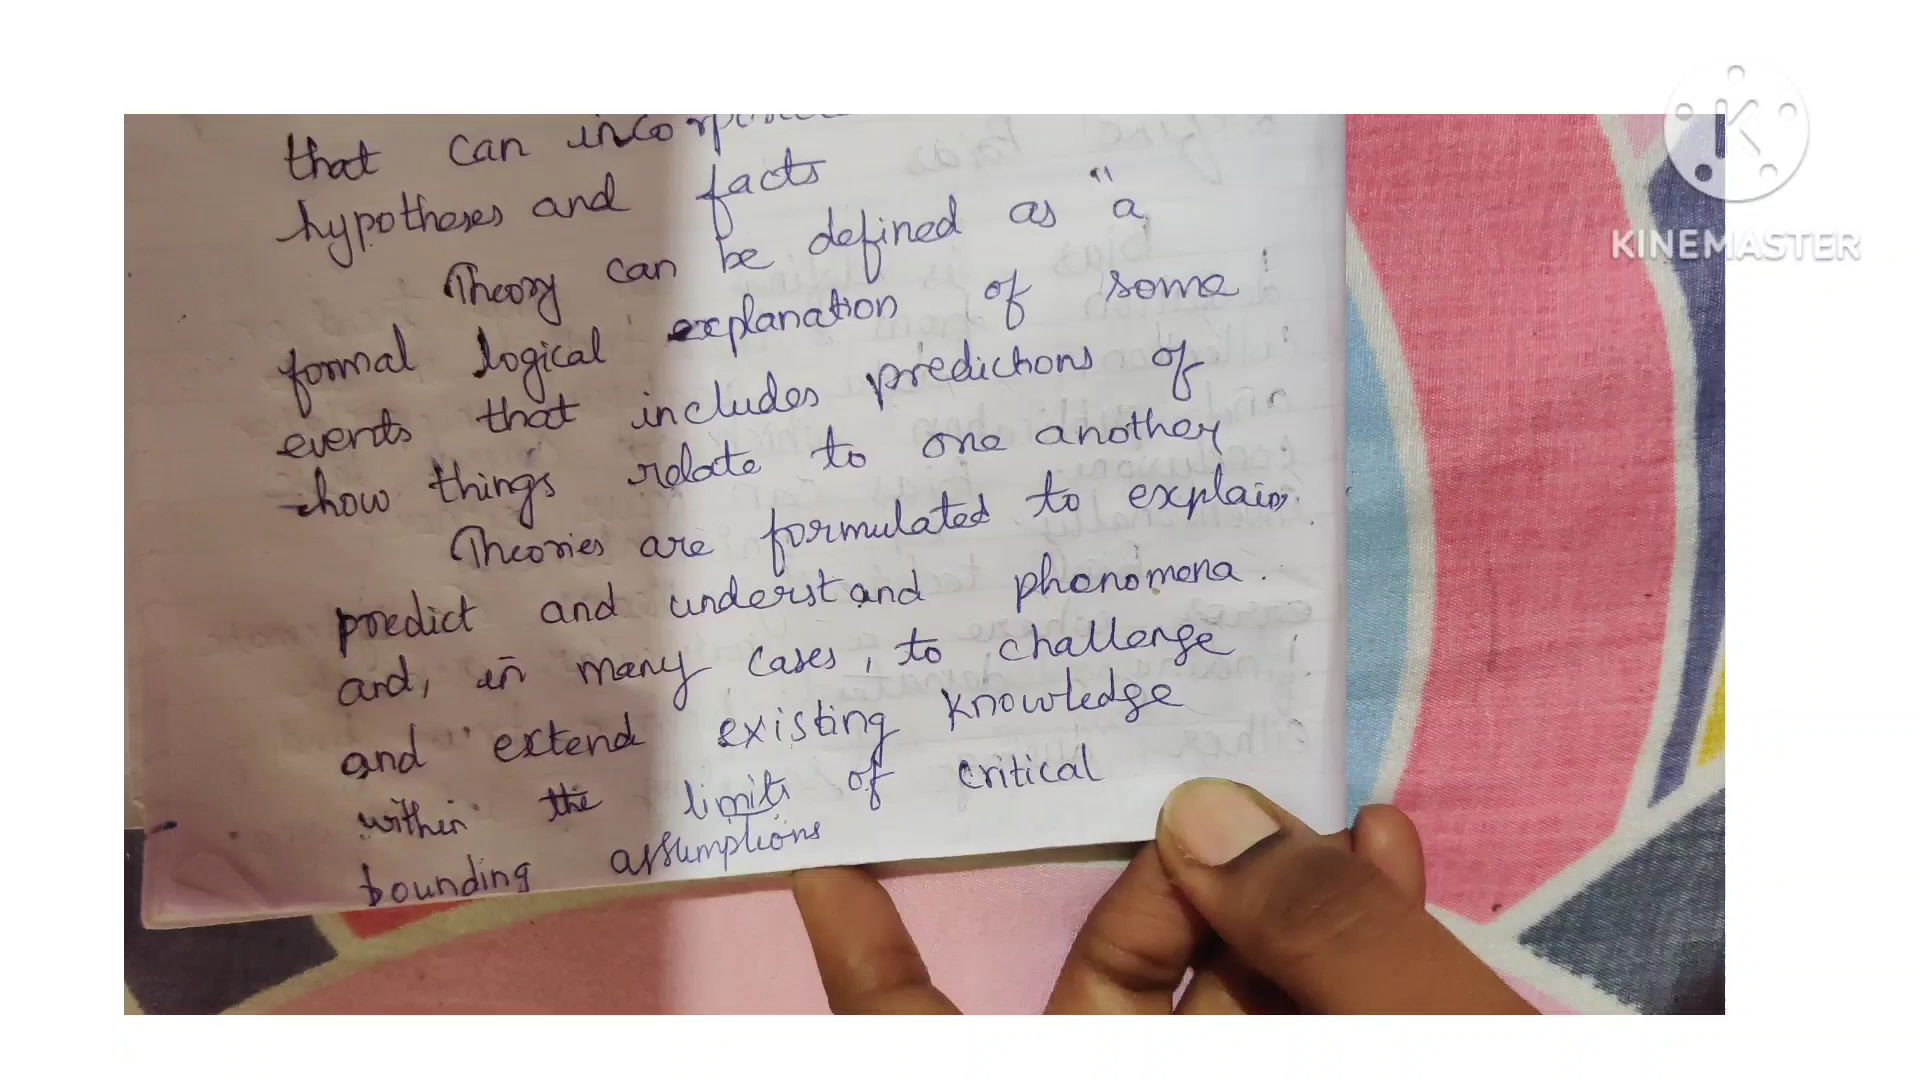 that can incorporate
hypotheses and facts
Theory can be defined as "a
formal logical explanation of some
events that includes predictions of
how things relate to one another
Theories are formulated to explain,
predict and understand phenomena.
and, in many cases, to challenge
and extend existing knowledge
within the limits of critical
bounding assumptions
KINEMASTER